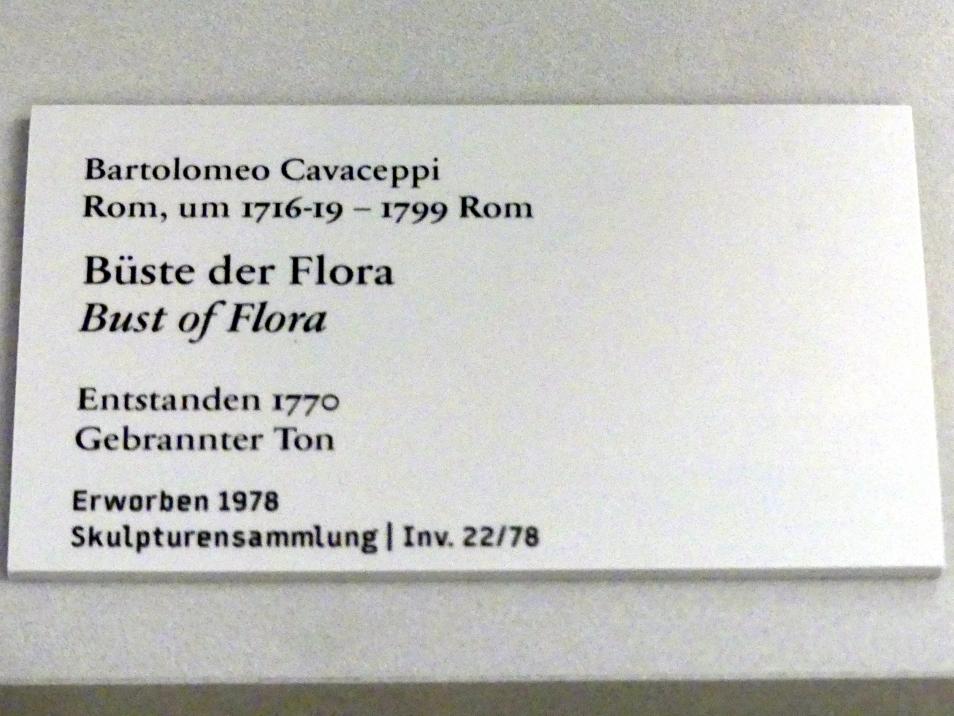 Bartolomeo Cavaceppi
Rom, um 1716-19 – 1799 Rom
Büste der Flora
Bust of Flora
Entstanden 1770
Gebrannter Ton
Erworben 1978
Skulpturensammlung | Inv. 22/78